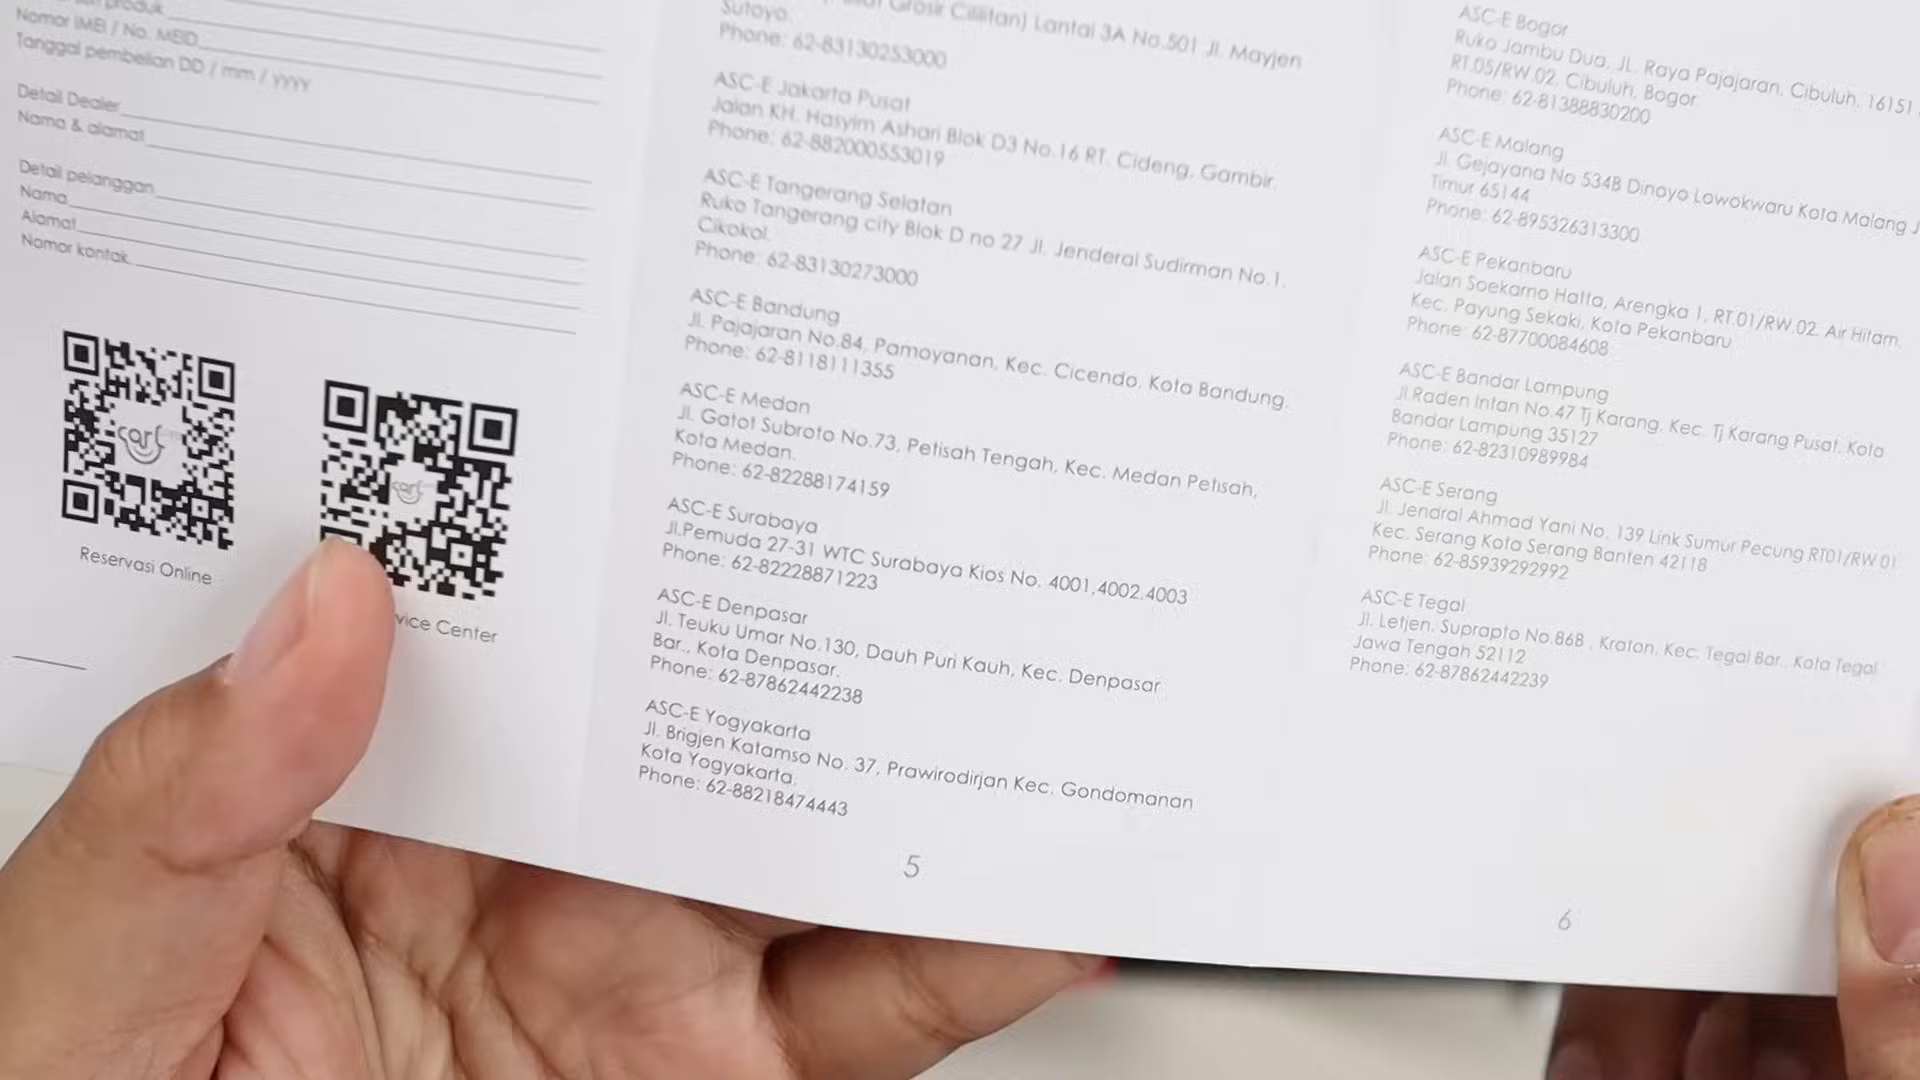 produk
Nomor IMEI / No. MEID
Tanggal pembelian DD / mm / yyyy
Detail Dealer
Nama & alamat
Detail pelanggan
Nama
Alamat
Nomor kontak
carl
carl
Reservasi Online
vice Center
Grosir Cililitan) Lantai 3A No.501 Jl. Mayjen
Sutoyo.
Phone: 62-83130253000
ASC-E Jakarta Pusat
Jalan KH. Hasyim Ashari Blok D3 No.16 RT. Cideng, Gambir.
Phone: 62-882000553019
ASC-E Tangerang Selatan
Ruko Tangerang city Blok D no 27 Jl. Jenderal Sudirman No.1.
Cikokol.
Phone: 62-83130273000
ASC-E Bandung
Jl. Pajajaran No.84, Pamoyanan, Kec. Cicendo, Kota Bandung.
Phone: 62-8118111355
ASC-E Medan
Jl. Gatot Subroto No.73, Petisah Tengah, Kec. Medan Petisah,
Kota Medan.
Phone: 62-82288174159
ASC-E Surabaya
Jl.Pemuda 27-31 WTC Surabaya Kios No. 4001,4002,4003
Phone: 62-82228871223
ASC-E Denpasar
Jl. Teuku Umar No.130, Dauh Puri Kauh, Kec. Denpasar
Bar., Kota Denpasar.
Phone: 62-87862442238
ASC-E Yogyakarta
Jl. Brigjen Katamso No. 37, Prawirodirjan Kec. Gondomanan
Kota Yogyakarta.
Phone: 62-88218474443
5
ASC-E Bogor
Ruko Jambu Dua, JL. Raya Pajajaran, Cibuluh, 16151
RT.05/RW.02, Cibuluh, Bogor.
Phone: 62-81388830200
ASC-E Malang
Jl. Gejayana No 534B Dinoyo Lowokwaru Kota Malang J
Timur 65144
Phone: 62-895326313300
ASC-E Pekanbaru
Jalan Soekarno Hatta, Arengka 1, RT.01/RW.02, Air Hitam,
Kec. Payung Sekaki, Kota Pekanbaru
Phone: 62-87700084608
ASC-E Bandar Lampung
Jl.Raden Intan No.47 Tj Karang, Kec. Tj Karang Pusat, Kota
Bandar Lampung 35127
Phone: 62-82310989984
ASC-E Serang
Jl. Jendral Ahmad Yani No. 139 Link Sumur Pecung RT01/RW 01
Kec. Serang Kota Serang Banten 42118
Phone: 62-85939292992
ASC-E Tegal
Jl. Letjen. Suprapto No.86B , Kraton, Kec. Tegal Bar., Kota Tegal
Jawa Tengah 52112
Phone: 62-87862442239
6